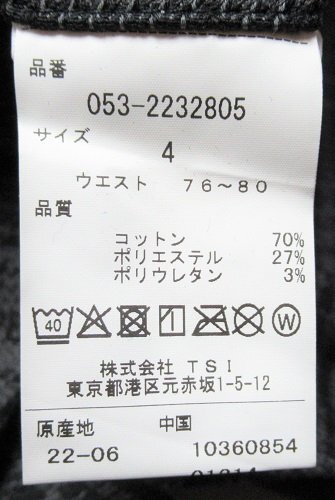 品番
053-2232805
サイズ
4
ウエスト 76～80
品質
コットン 70%
ポリエステル 27%
ポリウレタン 3%
40 W
株式会社 TSI
東京都港区元赤坂1-5-12
原産地 中国
22-06 10360854